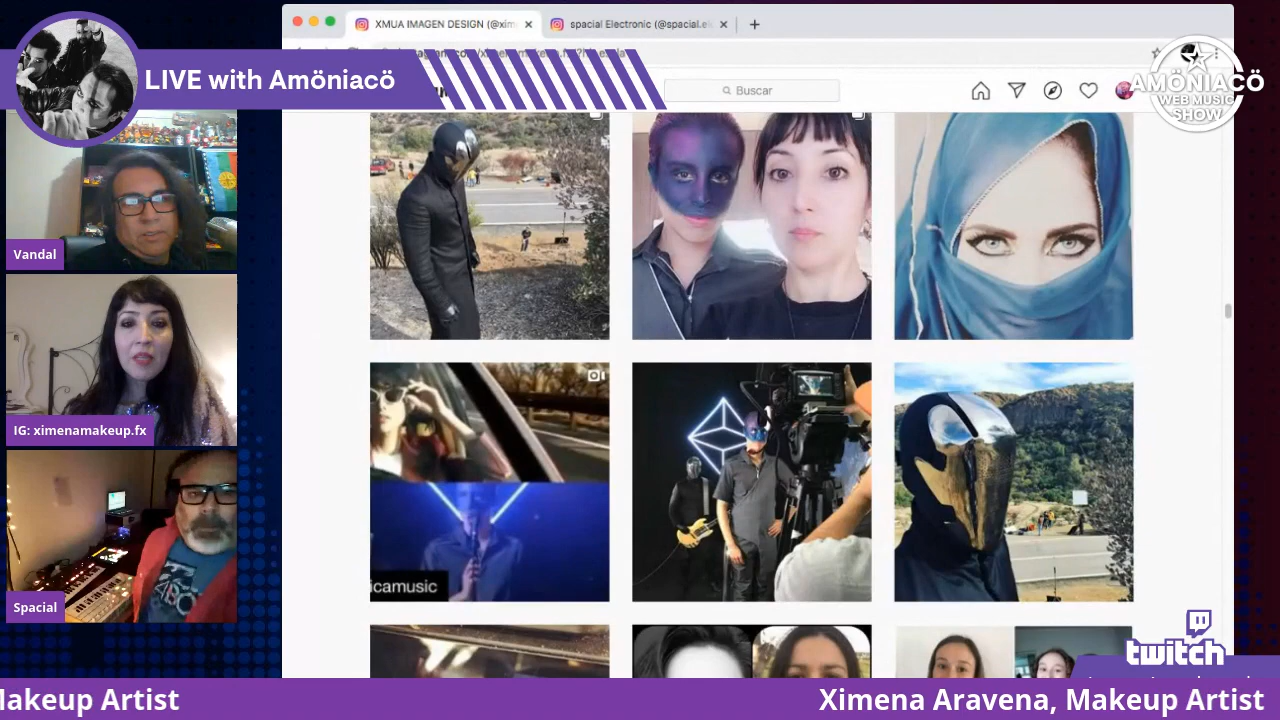 XMUA IMAGEN DESIGN (@xim
spacial Electronic (@spacial.el
LIVE with Amöniacö
Buscar
AMÖNIACÖ
WEB MUSIC
SHOW
Vandal
IG: ximenamakeup.fx
icamusic
Spacial
twitch
Makeup Artist
Ximena Aravena, Makeup Artist